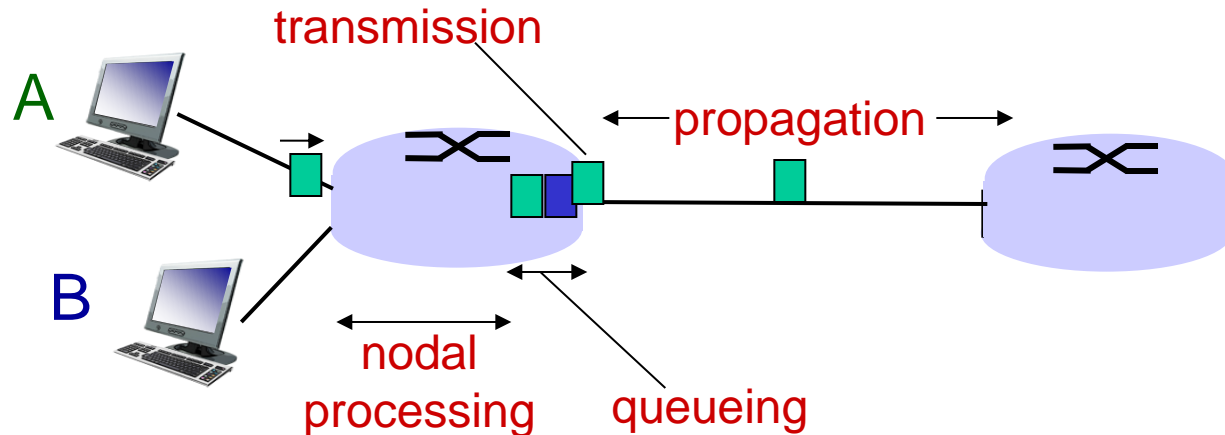 transmission
A
propagation
B
nodal
processing
queueing